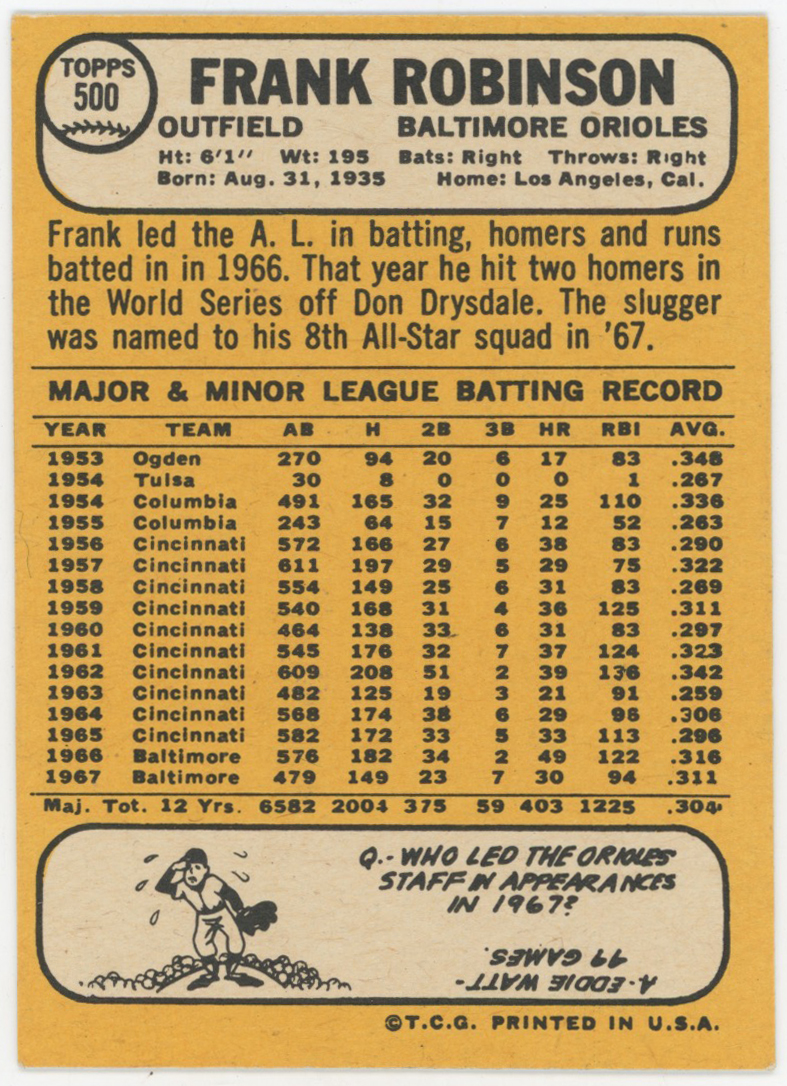 TOPPS
500
FRANK ROBINSON
OUTFIELD BALTIMORE ORIOLES
Ht: 6'1" Wt: 195 Bats: Right Throws: Right
Born: Aug. 31, 1935 Home: Los Angeles, Cal.
Frank led the A. L. in batting, homers and runs
batted in in 1966. That year he hit two homers in
the World Series off Don Drysdale. The slugger
was named to his 8th All-Star squad in '67.
MAJOR & MINOR LEAGUE BATTING RECORD
YEAR TEAM AB H 2B 3B HR RBI AVG.
1953 Ogden 270 94 20 6 17 83 .348
1954 Tulsa 30 8 0 0 0 1 .267
1954 Columbia 491 165 32 9 25 110 .336
1955 Columbia 243 64 15 7 12 52 .263
1956 Cincinnati 572 166 27 6 38 83 .290
1957 Cincinnati 611 197 29 5 29 75 .322
1958 Cincinnati 554 149 25 6 31 83 .269
1959 Cincinnati 540 168 31 4 36 125 .311
1960 Cincinnati 464 138 33 6 31 83 .297
1961 Cincinnati 545 176 32 7 37 124 .323
1962 Cincinnati 609 208 51 2 39 136 .342
1963 Cincinnati 482 125 19 3 21 91 .259
1964 Cincinnati 568 174 38 6 29 96 .306
1965 Cincinnati 582 172 33 5 33 113 .296
1966 Baltimore 576 182 34 2 49 122 .316
1967 Baltimore 479 149 23 7 30 94 .311
Maj. Tot. 12 Yrs. 6582 2004 375 59 403 1225 .304
Q.- WHO LED THE ORIOLES
STAFF IN APPEARANCES
IN 1967?
A.-EDDIE WATT-
GAMES.
©T.C.G. PRINTED IN U.S.A.